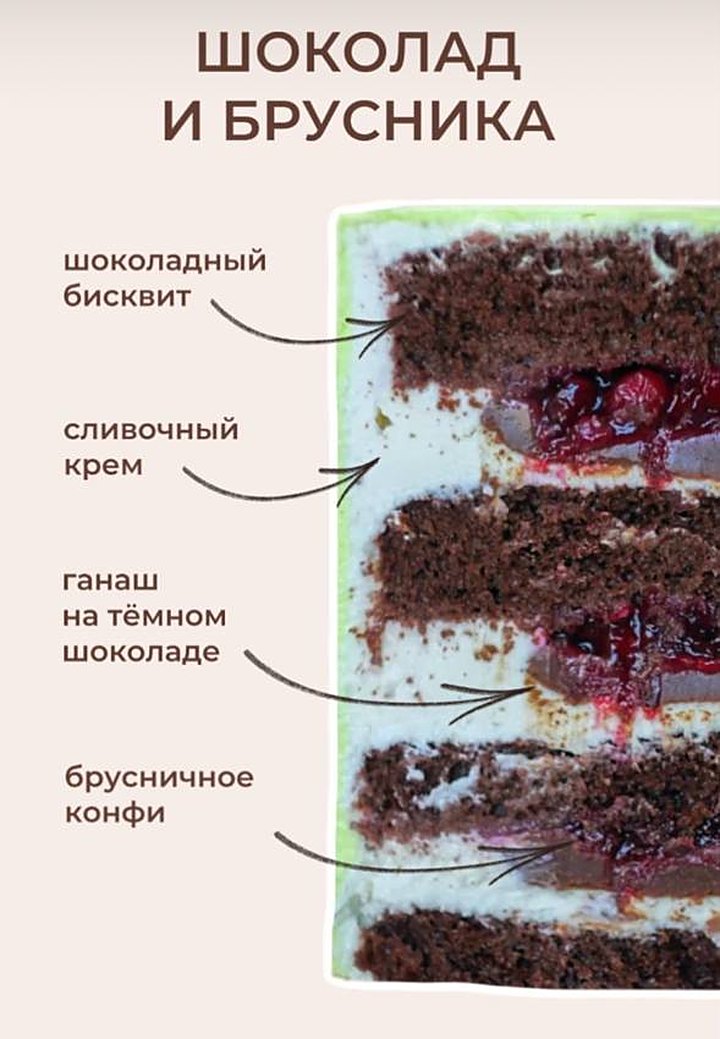 ШОКОЛАД
И БРУСНИКА
шоколадный
бисквит
сливочный
крем
ганаш
на тёмном
шоколаде
брусничное
конфи